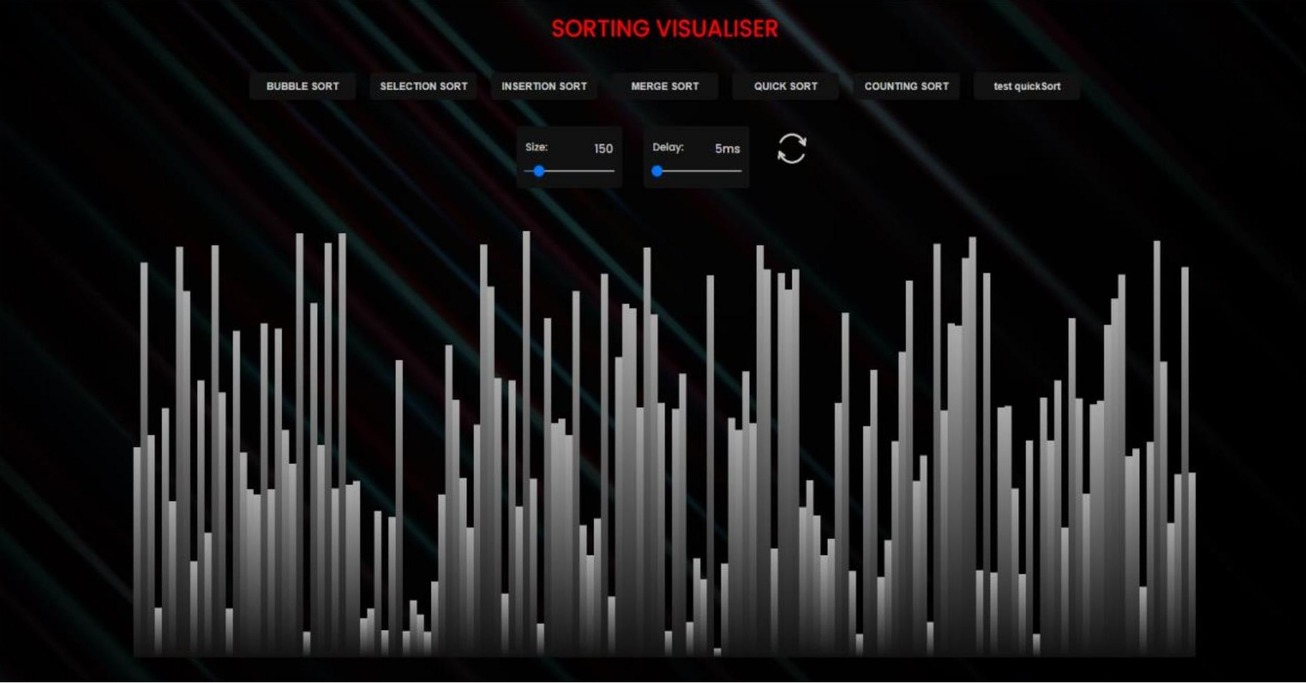 SORTING VISUALISER
BUBBLE SORT SELECTION SORT INSERTION SORT MERGE SORT QUICK SORT COUNTING SORT test quickSort
Size: 150 Delay: 5ms